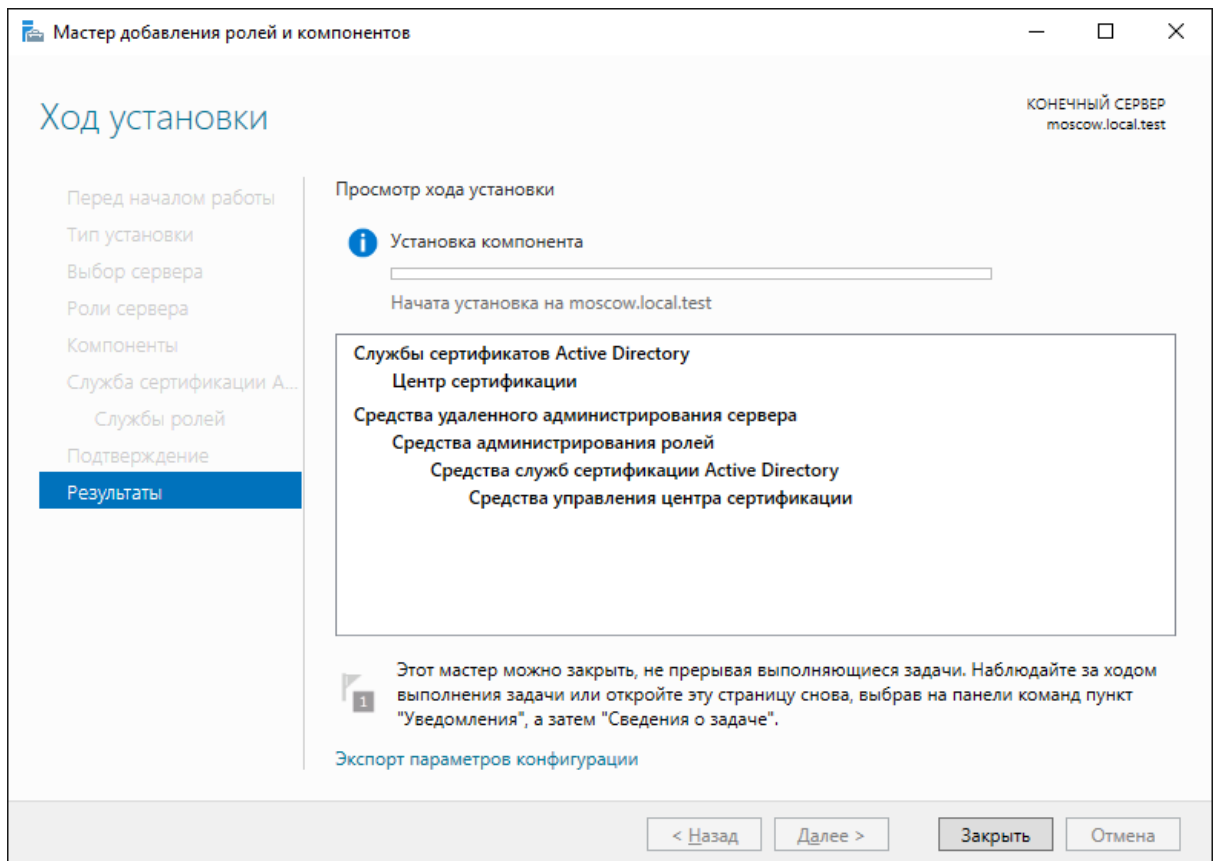 Мастер добавления ролей и компонентов
Ход установки
КОНЕЧНЫЙ СЕРВЕР
moscow.local.test
Перед началом работы
Тип установки
Выбор сервера
Роли сервера
Компоненты
Служба сертификации A...
Службы ролей
Подтверждение
Результаты
Просмотр хода установки
Установка компонента
Начата установка на moscow.local.test
Службы сертификатов Active Directory
Центр сертификации
Средства удаленного администрирования сервера
Средства администрирования ролей
Средства служб сертификации Active Directory
Средства управления центра сертификации
1
Этот мастер можно закрыть, не прерывая выполняющиеся задачи. Наблюдайте за ходом
выполнения задачи или откройте эту страницу снова, выбрав на панели команд пункт
"Уведомления", а затем "Сведения о задаче".
Экспорт параметров конфигурации
< Назад
Далее >
Закрыть
Отмена